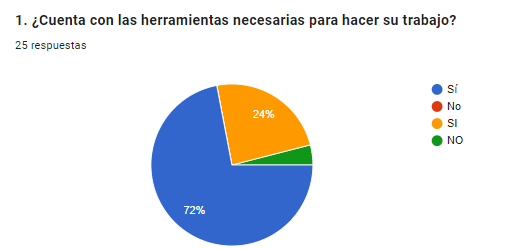 1. ¿Cuenta con las herramientas necesarias para hacer su trabajo?
25 respuestas
Sí
No
SI
NO
24%
72%